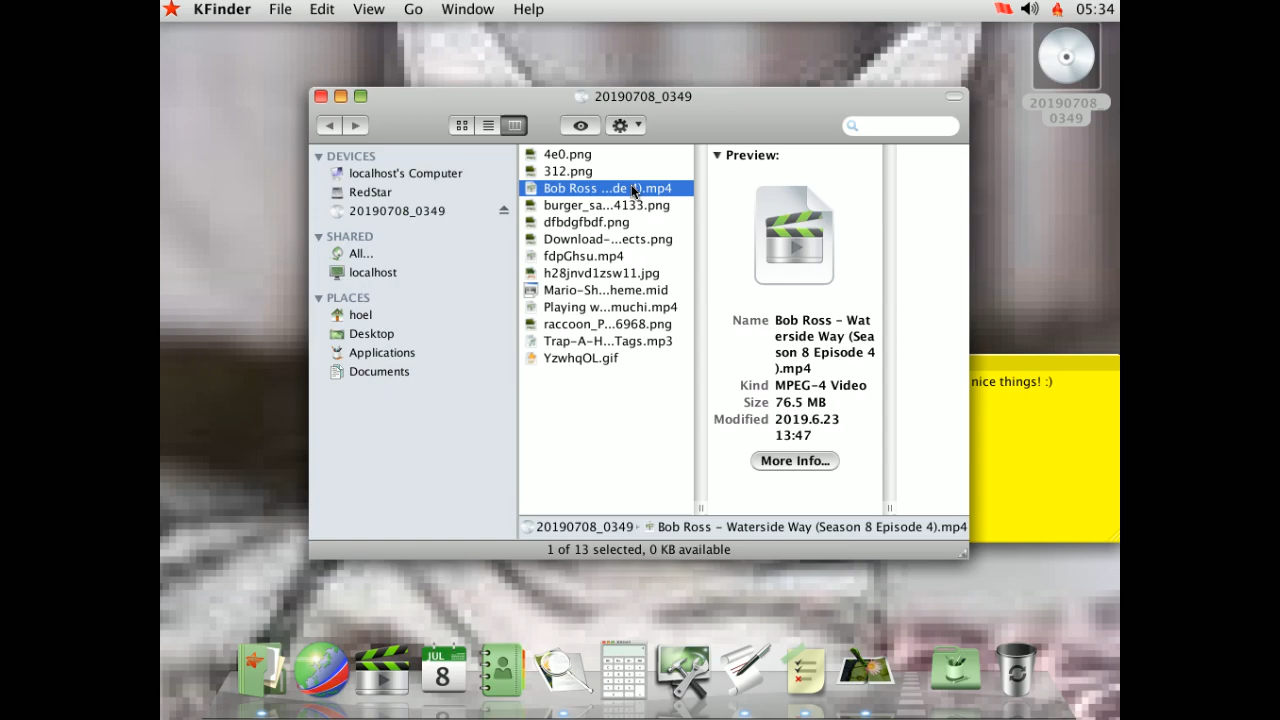 KFinder File Edit View Go Window Help 05:34
20190708_
0349
20190708_0349
DEVICES
localhost's Computer
RedStar
20190708_0349
SHARED
All...
localhost
PLACES
hoel
Desktop
Applications
Documents
4e0.png
312.png
Bob Ross ...de 4).mp4
burger_sa...4133.png
dfbdgfbdf.png
Download-...ects.png
fdpGhsu.mp4
h28jnvd1zsw11.jpg
Mario-Sh...heme.mid
Playing w...muchi.mp4
raccoon_P...6968.png
Trap-A-H...Tags.mp3
YzwhqOL.gif
Preview:
Name Bob Ross - Wat
erside Way (Sea
son 8 Episode 4
).mp4
Kind MPEG-4 Video
Size 76.5 MB
Modified 2019.6.23
13:47
More Info...
nice things! :)
20190708_0349 Bob Ross - Waterside Way (Season 8 Episode 4).mp4
1 of 13 selected, 0 KB available
JUL
8